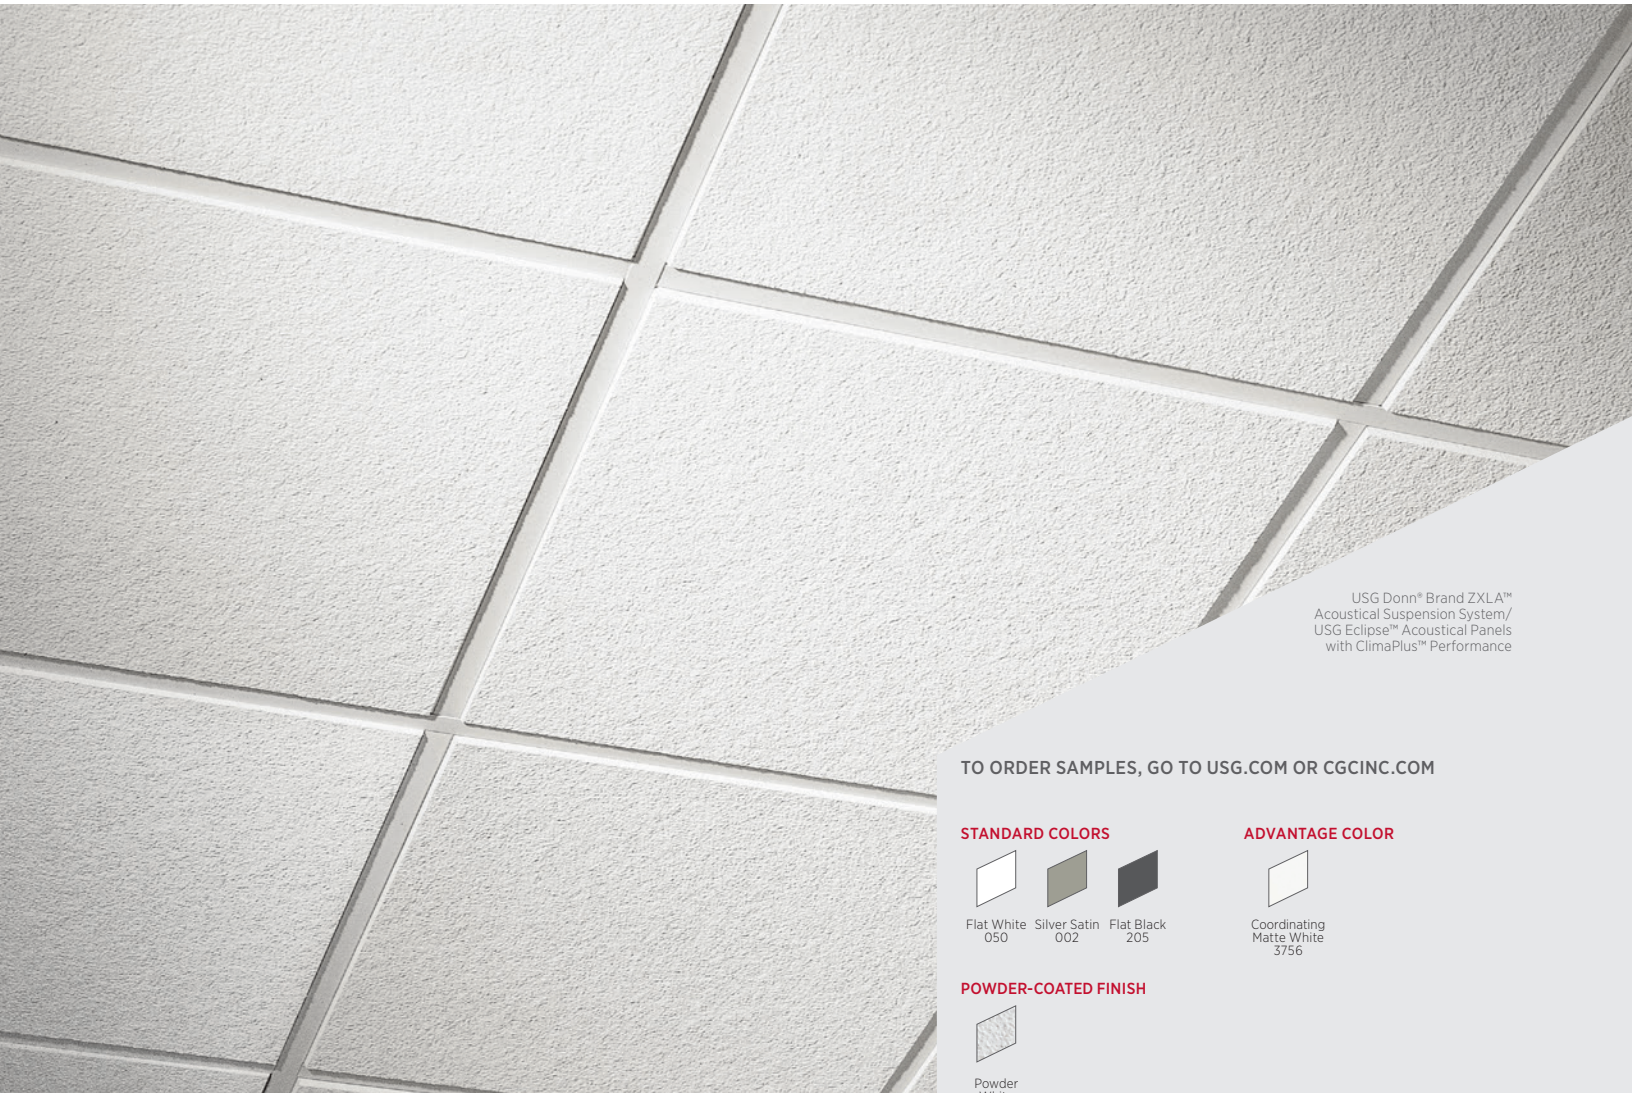 USG Donn® Brand ZXLA™
Acoustical Suspension System/
USG Eclipse™ Acoustical Panels
with ClimaPlus™ Performance
TO ORDER SAMPLES, GO TO USG.COM OR CGCINC.COM
STANDARD COLORS
Flat White
050
Silver Satin
002
Flat Black
205
ADVANTAGE COLOR
Coordinating
Matte White
3756
POWDER-COATED FINISH
Powder